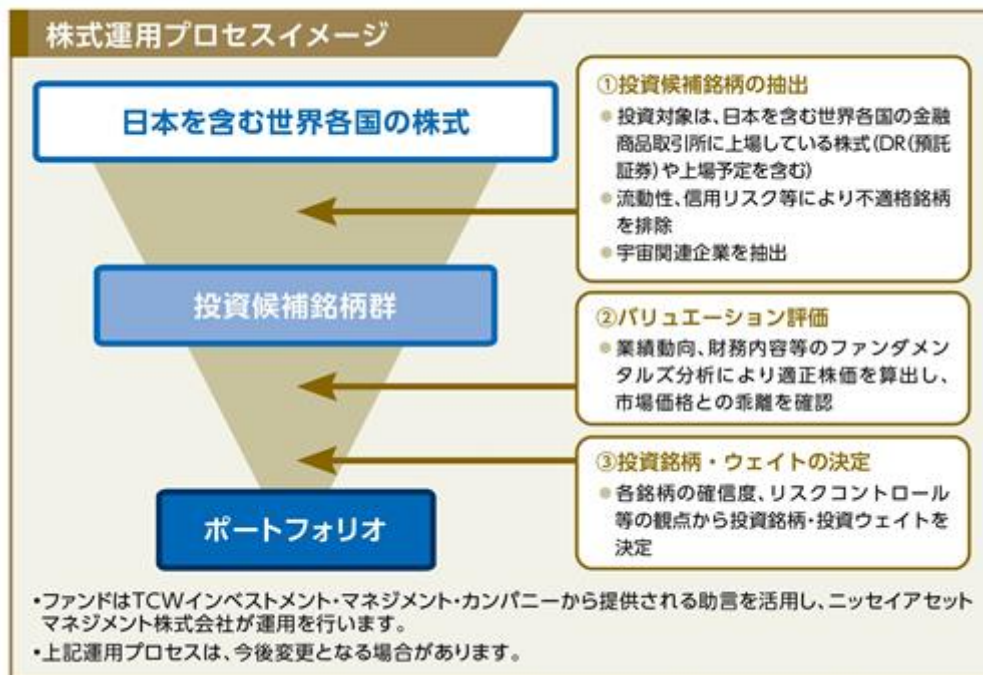 株式運用プロセスイメージ
日本を含む世界各国の株式
①投資候補銘柄の抽出
●投資対象は、日本を含む世界各国の金融
商品取引所に上場している株式(DR(預託
証券)や上場予定を含む)
●流動性、信用リスク等により不適格銘柄
を排除
●宇宙関連企業を抽出
投資候補銘柄群
②バリュエーション評価
●業績動向、財務内容等のファンダメン
タルズ分析により適正株価を算出し、
市場価格との乖離を確認
③投資銘柄・ウェイトの決定
●各銘柄の確信度、リスクコントロール
等の観点から投資銘柄・投資ウェイトを
決定
ポートフォリオ
・ファンドはTCWインベストメント・マネジメント・カンパニーから提供される助言を活用し、ニッセイアセット
マネジメント株式会社が運用を行います。
・上記運用プロセスは、今後変更となる場合があります。